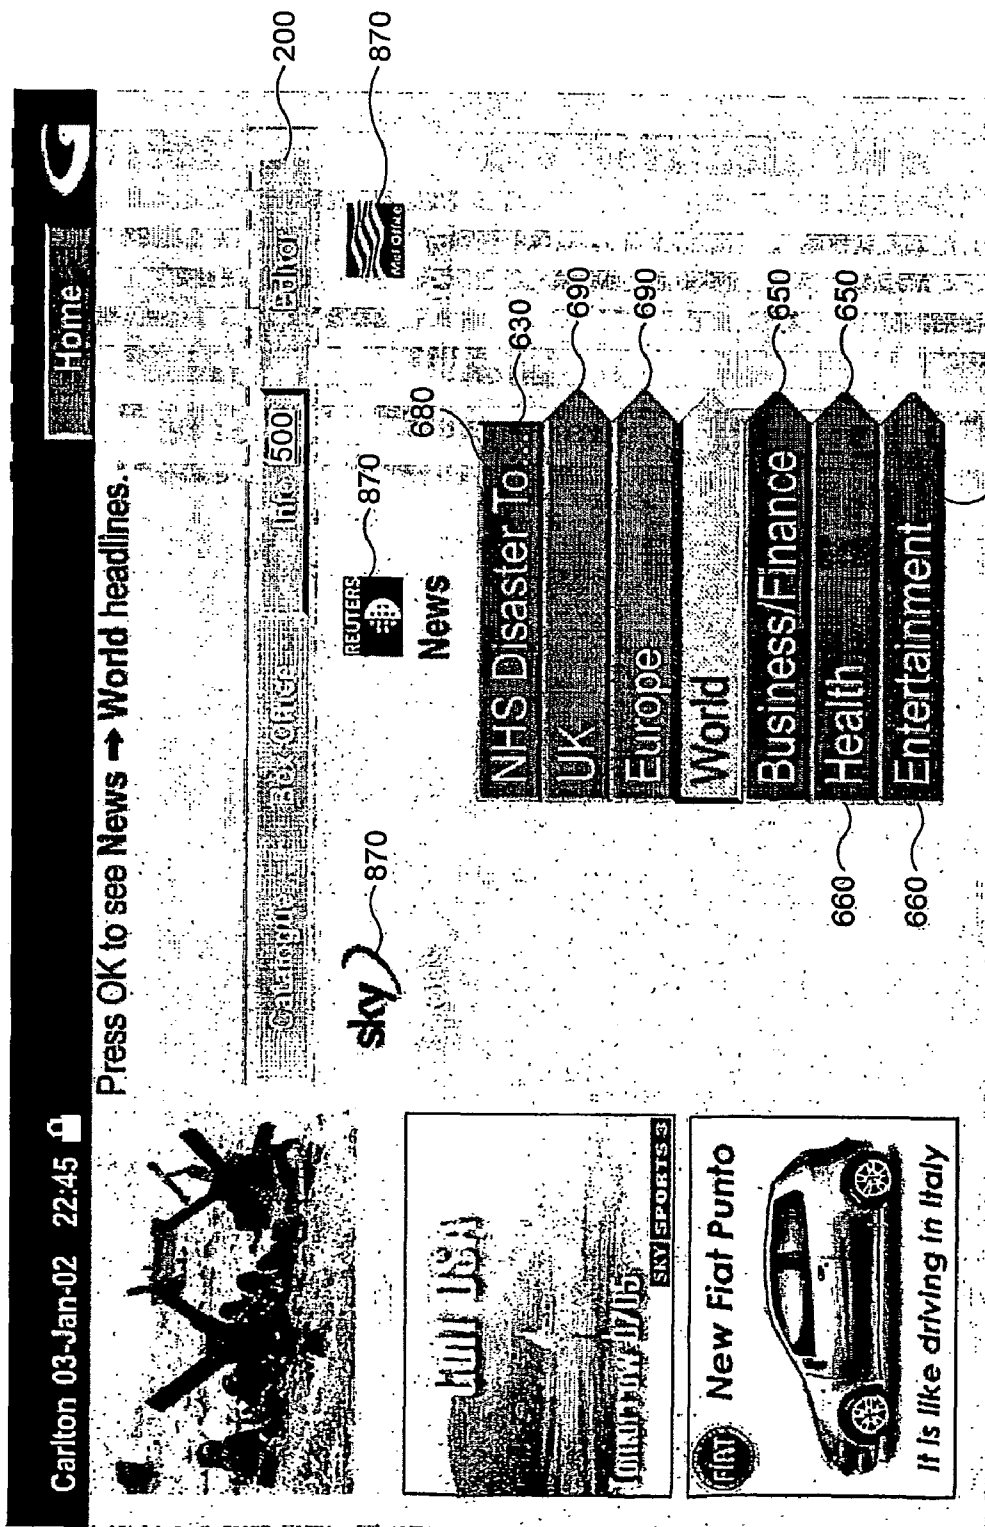 Carlton 03-Jan-02 22:45
Home
Press OK to see News ➔ World headlines.
Catalogue Box Office Info 500 Editor
200
sky
870
REUTERS
870
870
News
680
NHS Disaster To...
630
UK
690
Europe
690
World
Business/Finance
650
Health
650
660
Entertainment
660
SKY SPORTS 3
FIAT
New Fiat Punto
It is like driving in Italy